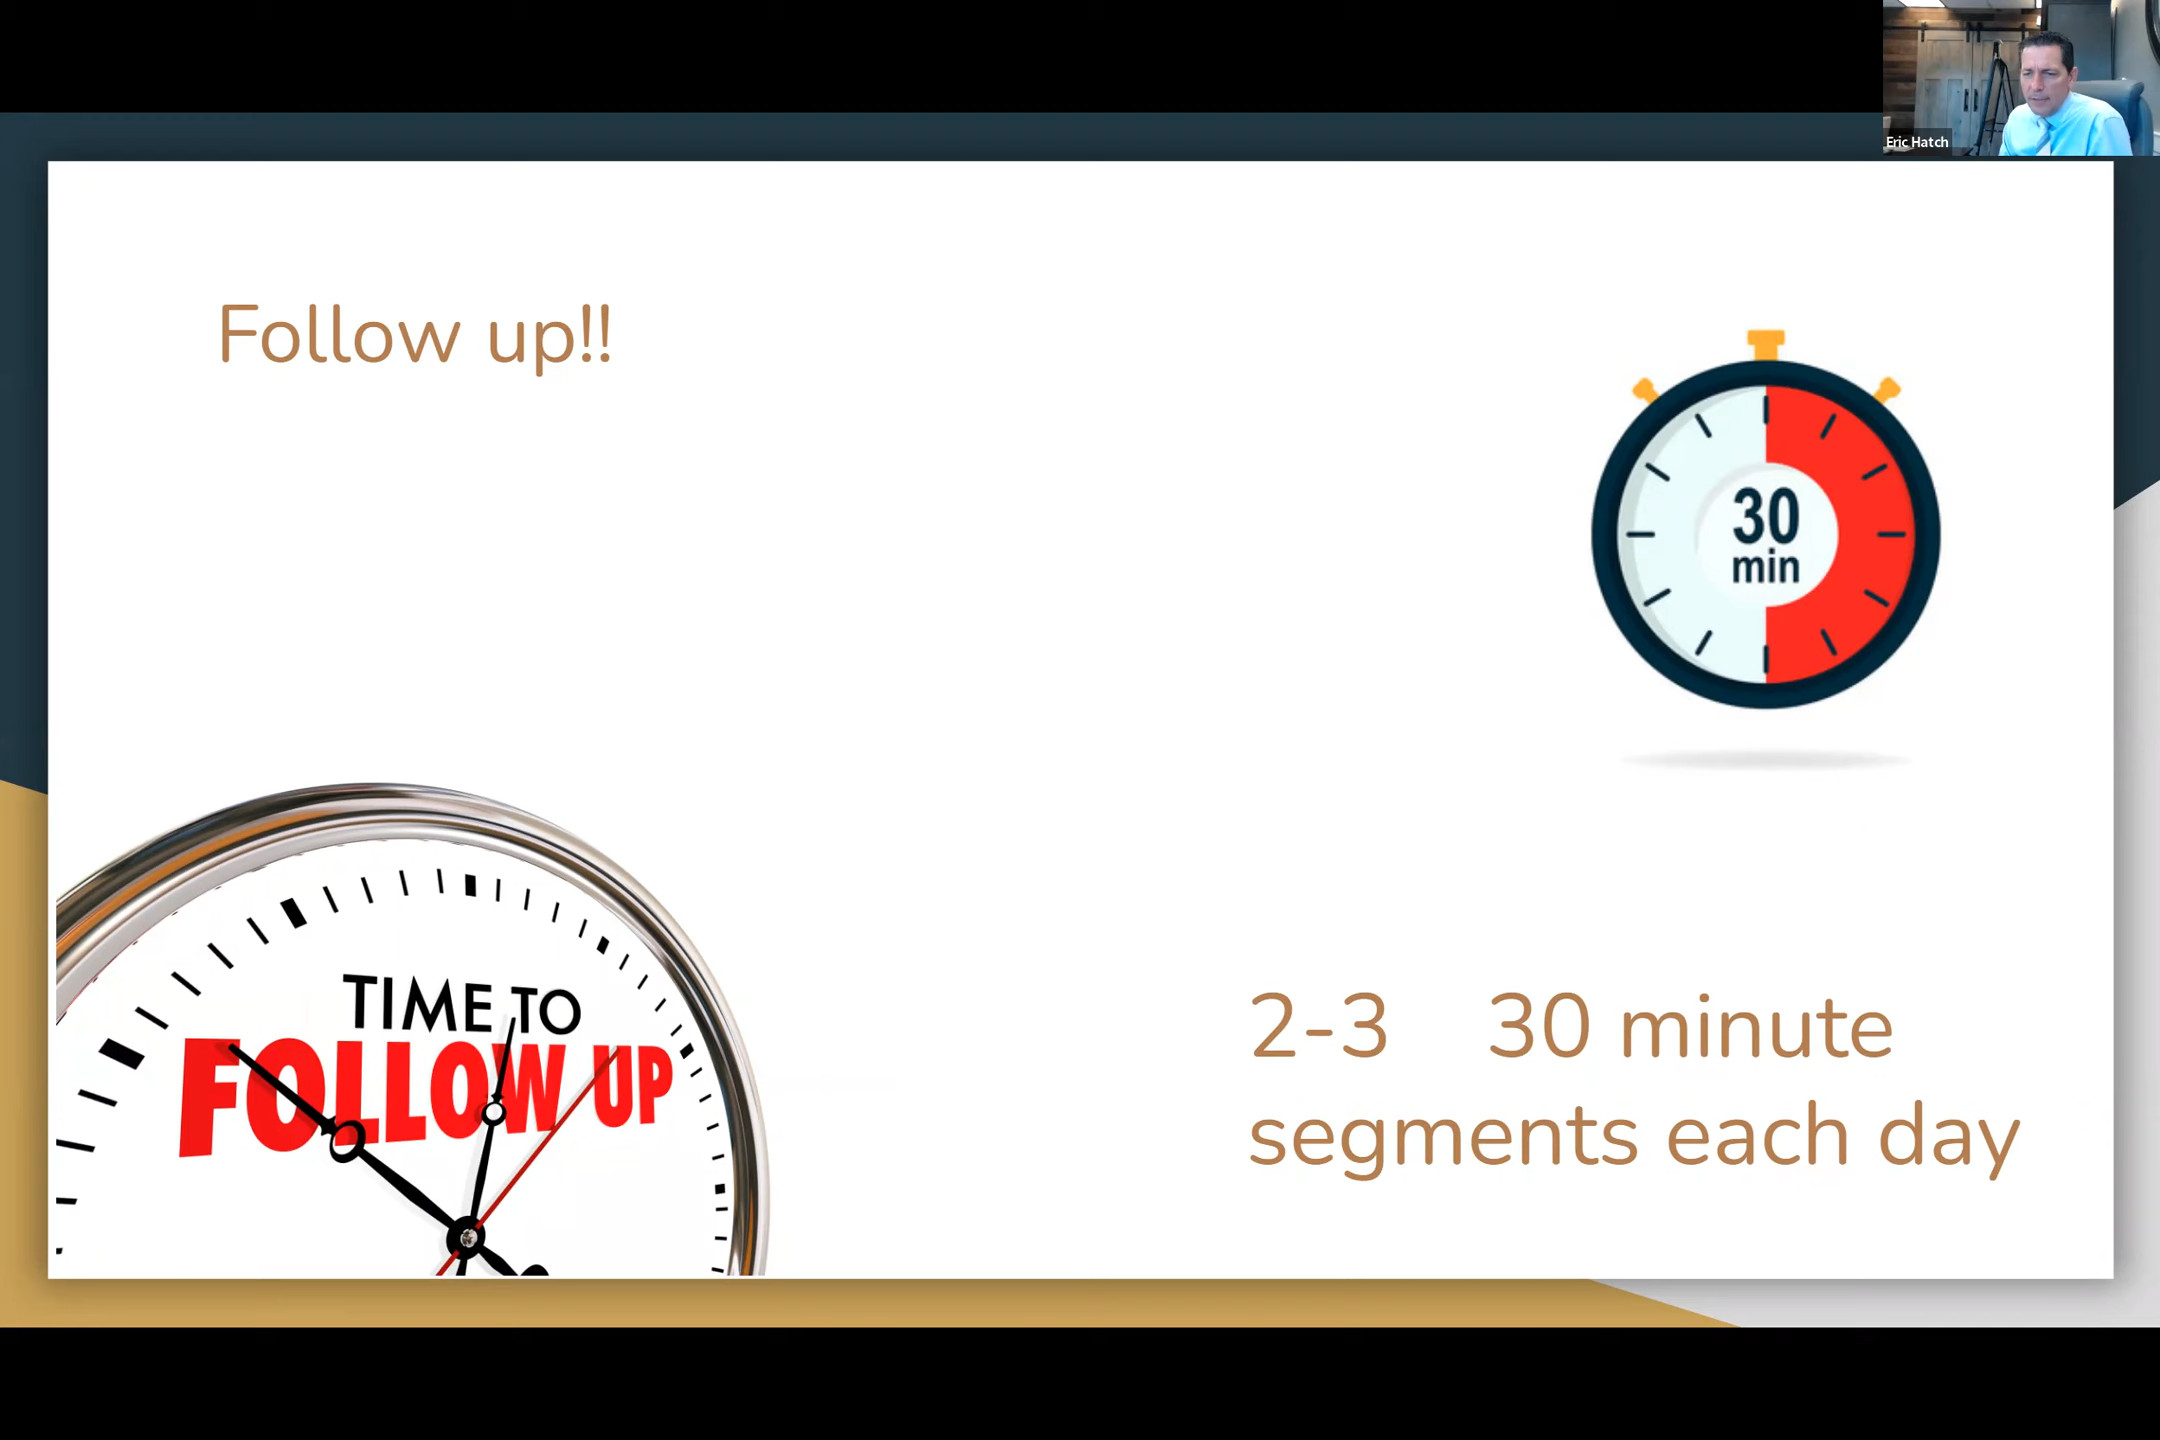 Eric Hatch
Follow up!!
30
min
TIME TO
FOLLOW UP
2-3 30 minute
segments each day